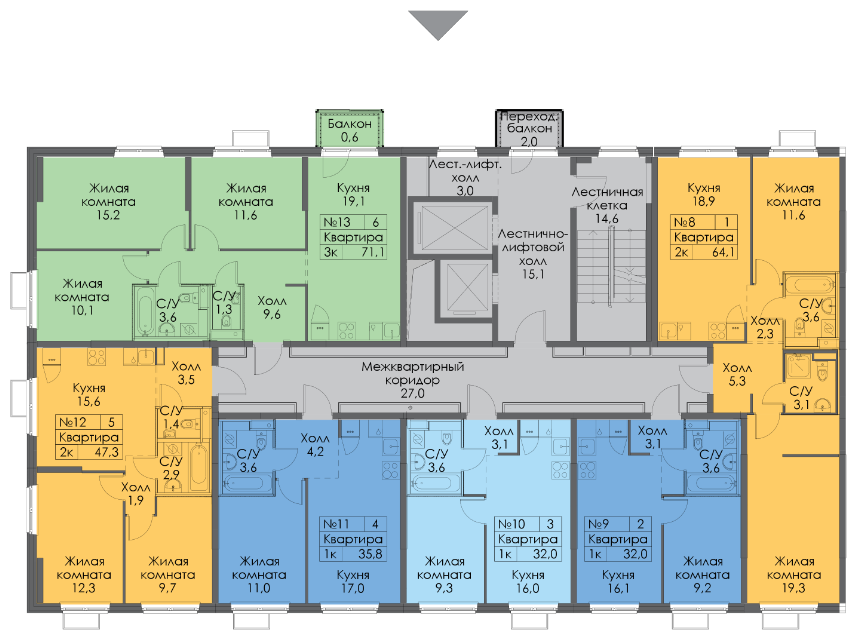 Балкон
0,6
Переход.
балкон
2,0
Жилая
комната
15,2
Жилая
комната
11,6
Кухня
19,1
№13 6
Квартира
3к 71,1
Лест.-лифт.
холл
3,0
Лестнично-
лифтовой
холл
15,1
Лестничная
клетка
14,6
Кухня
18,9
№8 1
Квартира
2к 64,1
Жилая
комната
11,6
Жилая
комната
10,1
С/У
3,6
С/У
1,3
Холл
9,6
С/У
3,6
Холл
2,3
Холл
5,3
С/У
3,1
Межквартирный
коридор
27,0
Кухня
15,6
Холл
3,5
№12 5
Квартира
2к 47,3
С/У
1,4
С/У
2,9
Холл
1,9
Жилая
комната
12,3
Жилая
комната
9,7
С/У
3,6
Холл
4,2
№11 4
Квартира
1к 35,8
Жилая
комната
11,0
Кухня
17,0
С/У
3,6
Холл
3,1
№10 3
Квартира
1к 32,0
Жилая
комната
9,3
Кухня
16,0
Холл
3,1
С/У
3,6
№9 2
Квартира
1к 32,0
Кухня
16,1
Жилая
комната
9,2
Жилая
комната
19,3